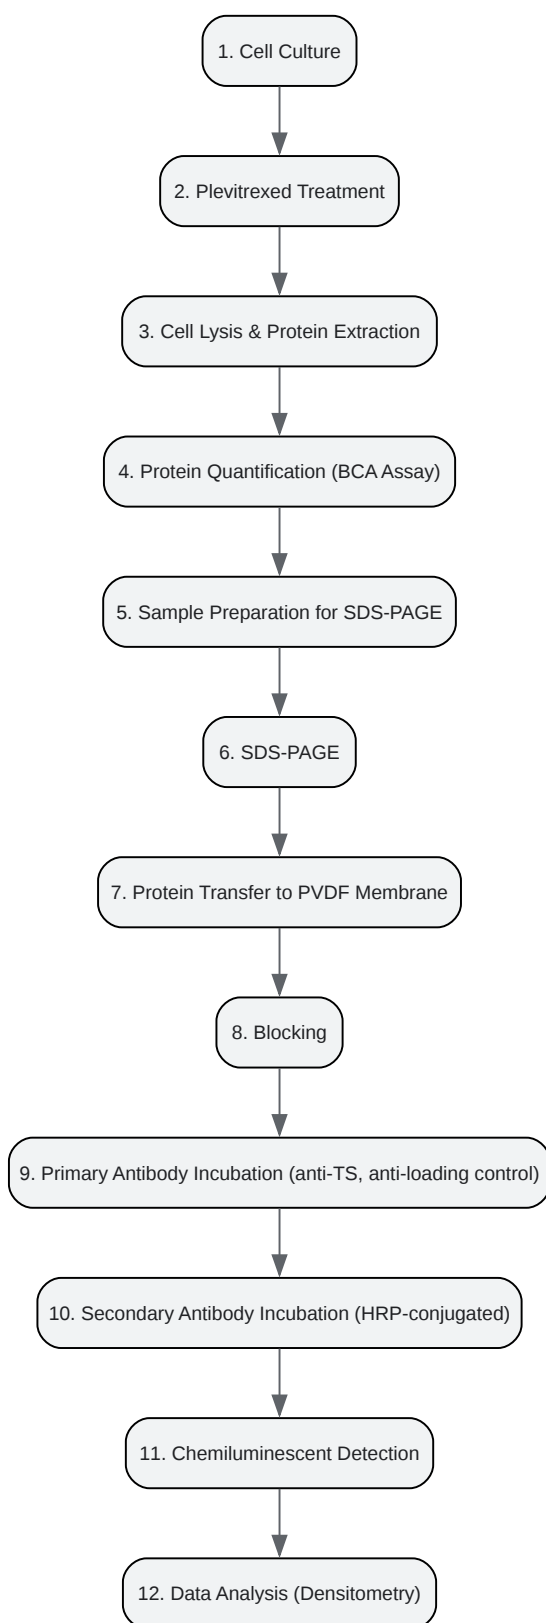 1. Cell Culture
2. Plevitrexed Treatment
3. Cell Lysis & Protein Extraction
4. Protein Quantification (BCA Assay)
5. Sample Preparation for SDS-PAGE
6. SDS-PAGE
7. Protein Transfer to PVDF Membrane
8. Blocking
9. Primary Antibody Incubation (anti-TS, anti-loading control)
10. Secondary Antibody Incubation (HRP-conjugated)
11. Chemiluminescent Detection
12. Data Analysis (Densitometry)